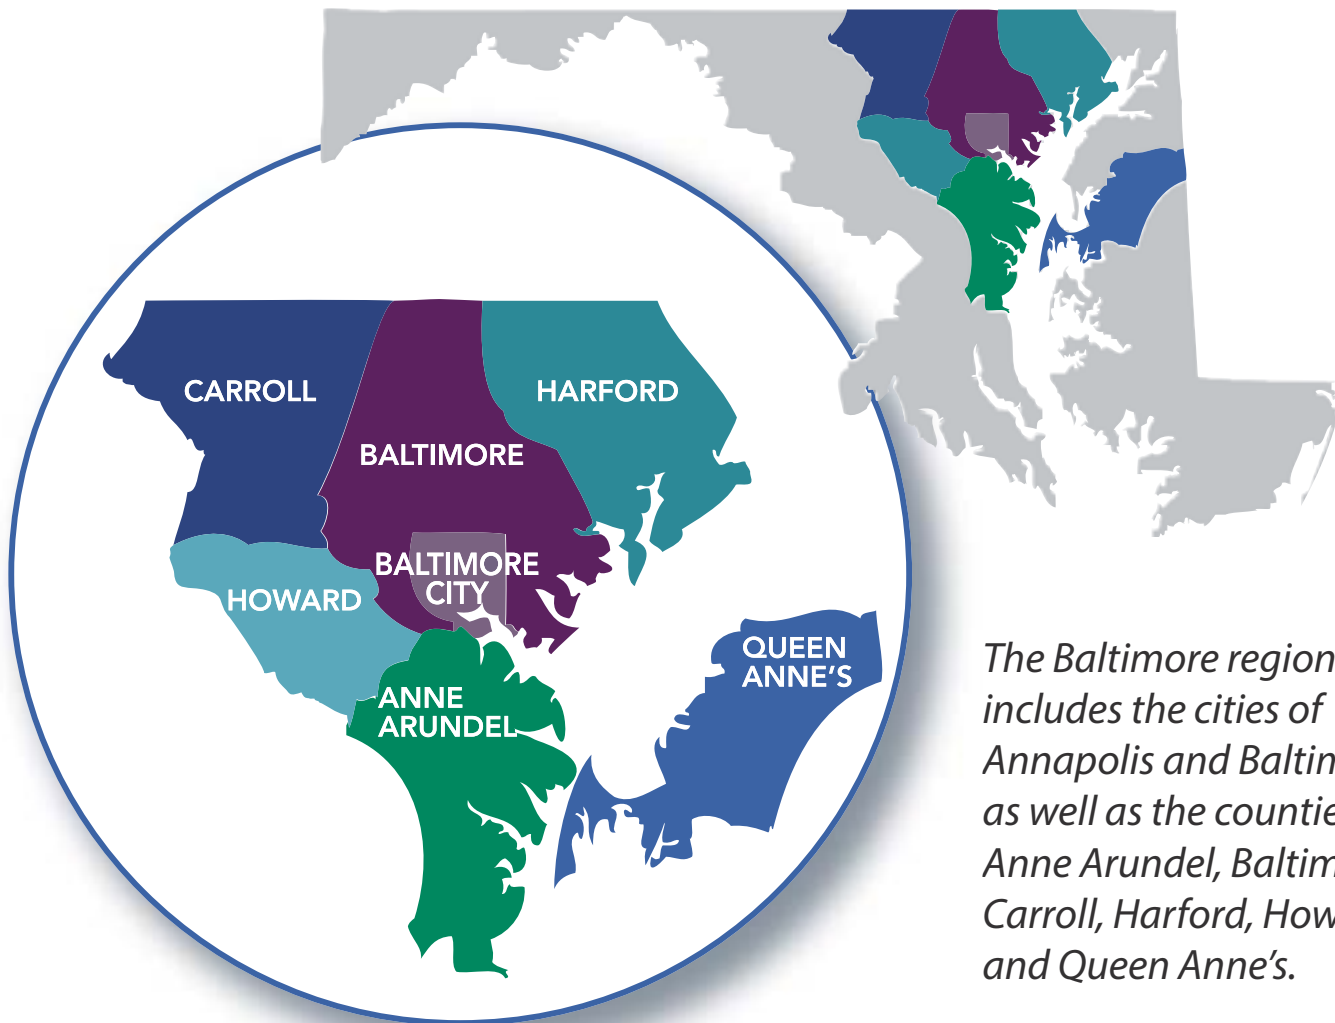 CARROLL
HARFORD
BALTIMORE
BALTIMORE
CITY
HOWARD
QUEEN
ANNE'S
ANNE
ARUNDEL
The Baltimore region
includes the cities of
Annapolis and
as well as the
Anne Arundel,
Carroll, Harford,
and Queen Anne's.